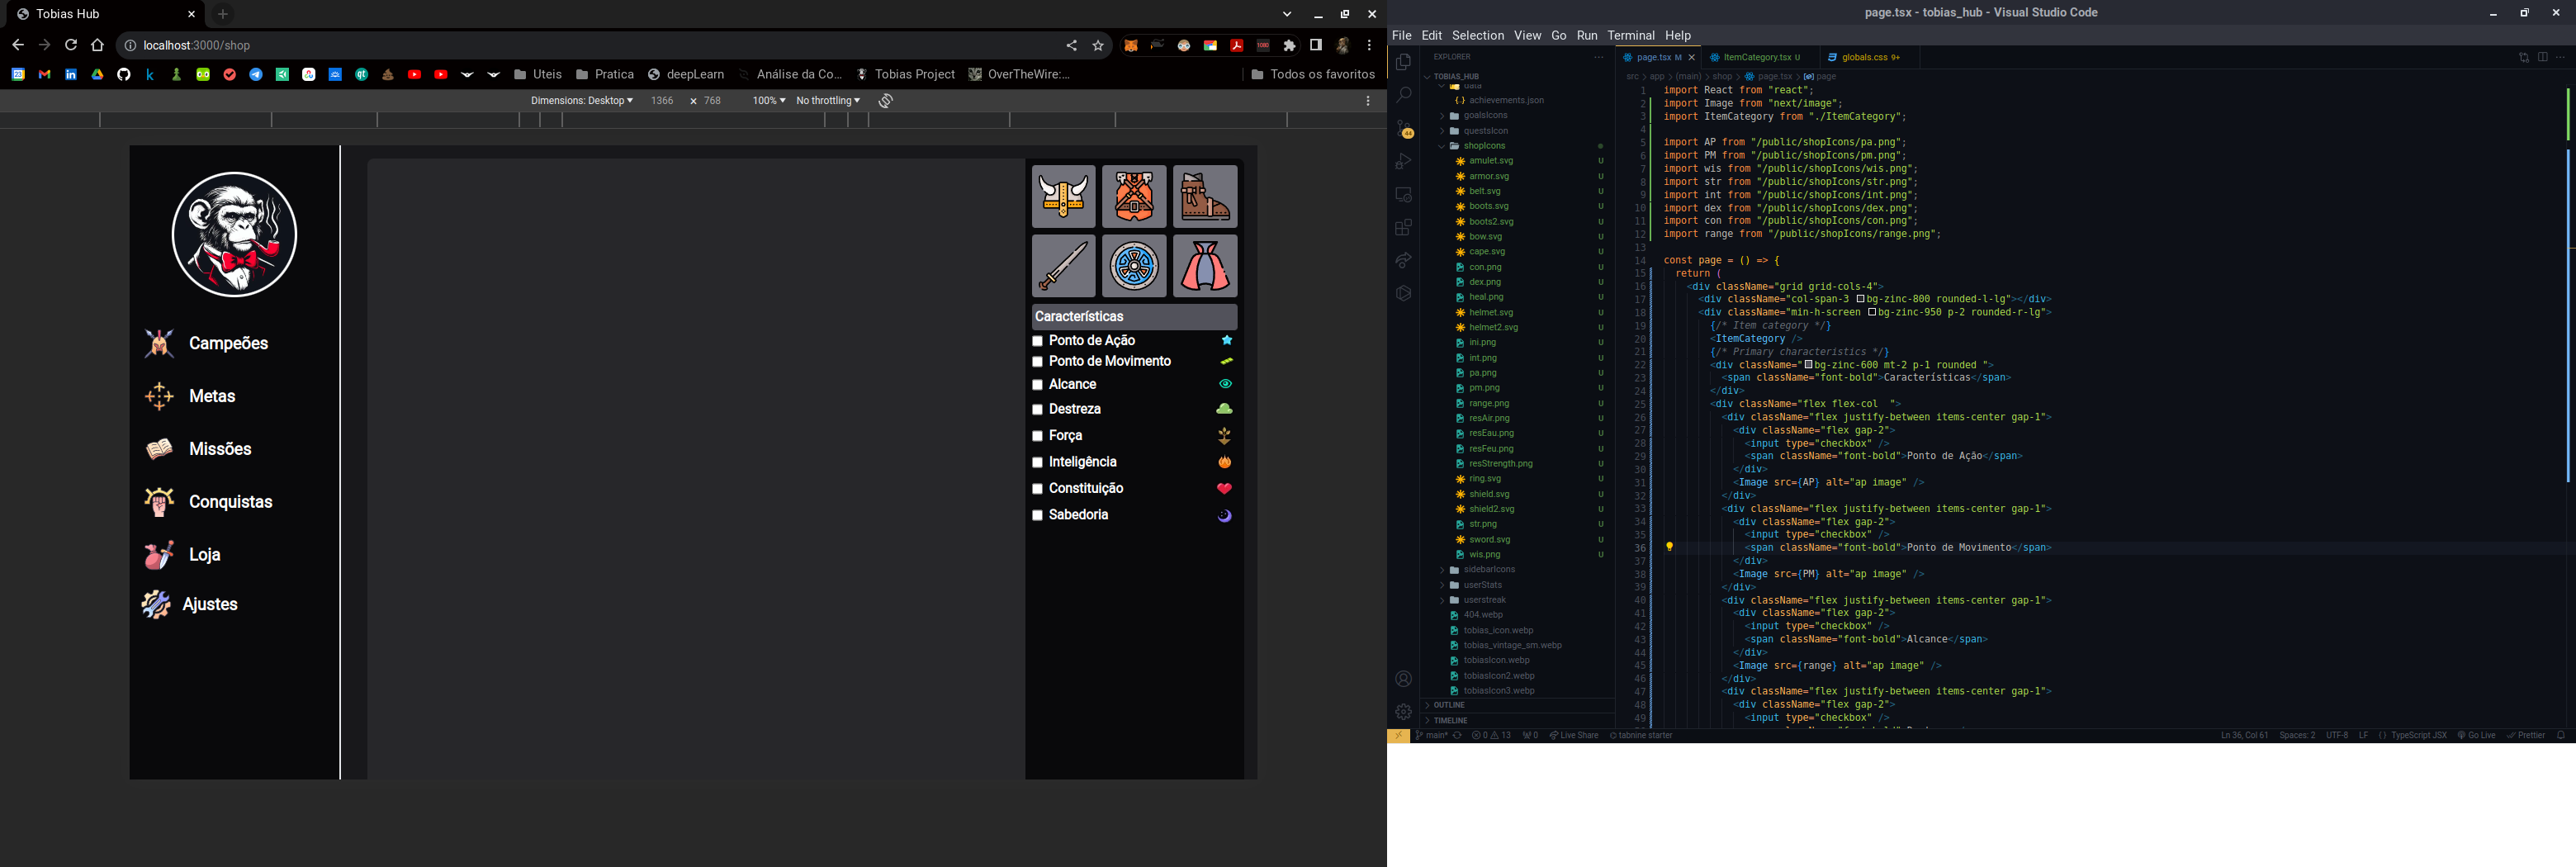 Tobias Hub
localhost:3000/shop
Uteis
Pratica
deepLearn
Análise da Co...
Tobias Project
OverTheWire:...
Todos os favoritos
Dimensions: Desktop
1366 × 768
100%
No throttling
Campeões
Metas
Missões
Conquistas
Loja
Ajustes
Características
Ponto de Ação
Ponto de Movimento
Alcance
Destreza
Força
Inteligência
Constituição
Sabedoria
page.tsx - tobias_hub - Visual Studio Code
File Edit Selection View Go Run Terminal Help
EXPLORER
TOBIAS_HUB
data
achievements.json
goalsIcons
questsIcon
shopIcons
amulet.svg U
armor.svg U
belt.svg U
boots.svg U
boots2.svg U
bow.svg U
cape.svg U
con.png U
dex.png U
heal.png U
helmet.svg U
helmet2.svg U
ini.png U
int.png U
pa.png U
pm.png U
range.png U
resAir.png U
resEau.png U
resFeu.png U
resStrength.png U
ring.svg U
shield.svg U
shield2.svg U
str.png U
sword.svg U
wis.png U
sidebarIcons
userStats
userstreak
404.webp
tobias_icon.webp
tobias_vintage_sm.webp
tobiasIcon.webp
tobiasIcon2.webp
tobiasIcon3.webp
OUTLINE
TIMELINE
44
page.tsx M
ItemCategory.tsx U
globals.css 9+
src > app > (main) > shop > page.tsx > page
1 import React from "react";
2 import Image from "next/image";
3 import ItemCategory from "./ItemCategory";
4
5 import AP from "/public/shopIcons/pa.png";
6 import PM from "/public/shopIcons/pm.png";
7 import wis from "/public/shopIcons/wis.png";
8 import str from "/public/shopIcons/str.png";
9 import int from "/public/shopIcons/int.png";
10 import dex from "/public/shopIcons/dex.png";
11 import con from "/public/shopIcons/con.png";
12 import range from "/public/shopIcons/range.png";
13
14 const page = () => {
15 return (
16 <div className="grid grid-cols-4">
17 <div className="col-span-3 bg-zinc-800 rounded-l-lg"></div>
18 <div className="min-h-screen bg-zinc-950 p-2 rounded-r-lg">
19 {/* Item category */}
20 <ItemCategory />
21 {/* Primary characteristics */}
22 <div className="bg-zinc-600 mt-2 p-1 rounded ">
23 <span className="font-bold">Características</span>
24 </div>
25 <div className="flex flex-col  ">
26 <div className="flex justify-between items-center gap-1">
27 <div className="flex gap-2">
28 <input type="checkbox" />
29 <span className="font-bold">Ponto de Ação</span>
30 </div>
31 <Image src={AP} alt="ap image" />
32 </div>
33 <div className="flex justify-between items-center gap-1">
34 <div className="flex gap-2">
35 <input type="checkbox" />
36 <span className="font-bold">Ponto de Movimento</span>
37 </div>
38 <Image src={PM} alt="ap image" />
39 </div>
40 <div className="flex justify-between items-center gap-1">
41 <div className="flex gap-2">
42 <input type="checkbox" />
43 <span className="font-bold">Alcance</span>
44 </div>
45 <Image src={range} alt="ap image" />
46 </div>
47 <div className="flex justify-between items-center gap-1">
48 <div className="flex gap-2">
49 <input type="checkbox" />
main*
0 13
0
Live Share
tabnine starter
Ln 36, Col 61
Spaces: 2
UTF-8
LF
TypeScript JSX
Go Live
Prettier